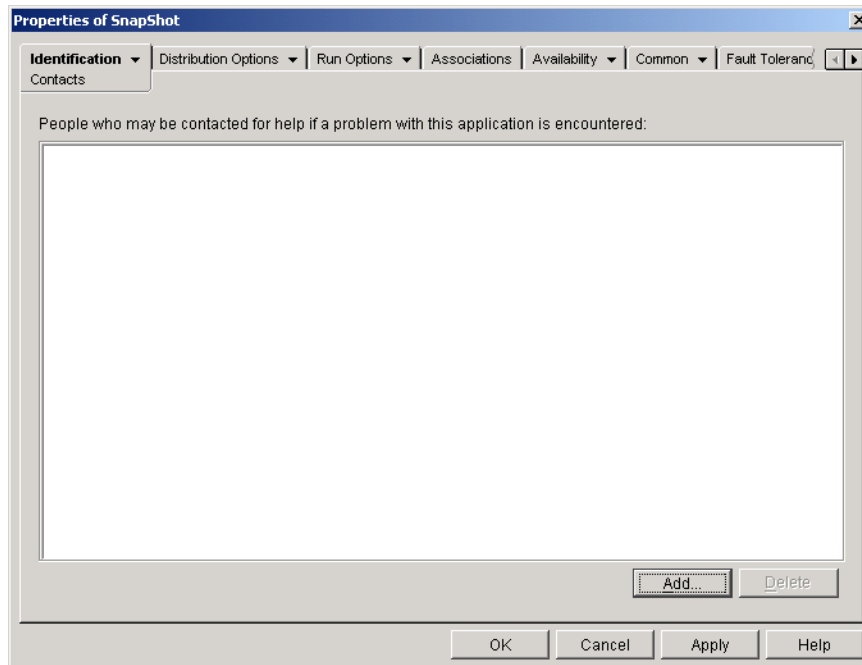 Properties of SnapShot
Identification Distribution Options Run Options Associations Availability Common Fault
Contacts
People who may be contacted for help if a problem with this application is encountered:
Add... Delete
OK Cancel Apply Help